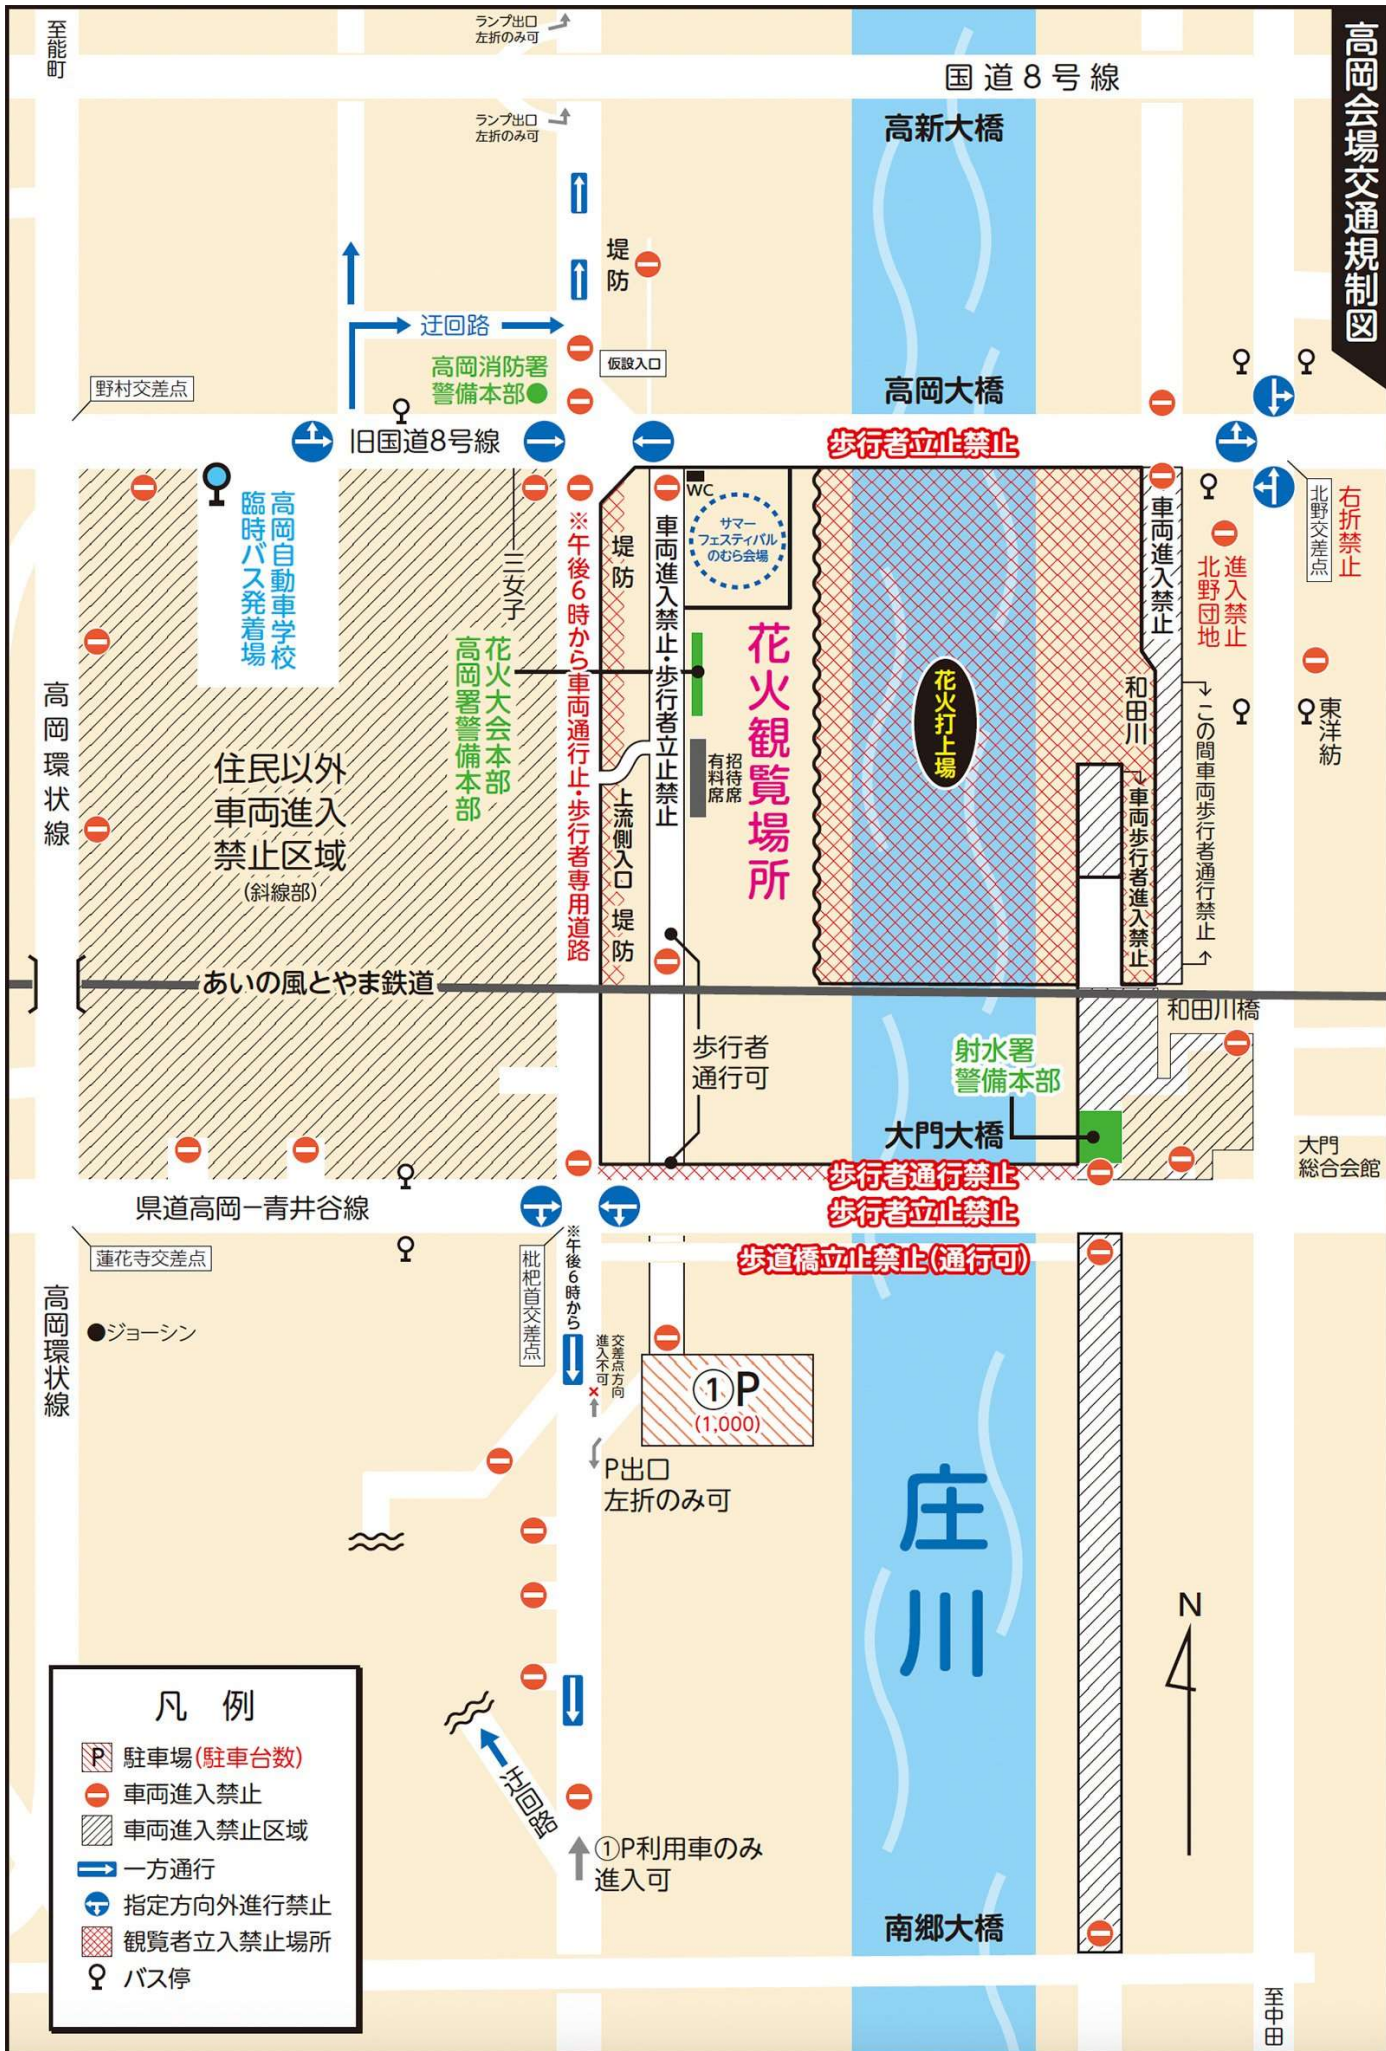 高岡会場交通規制図
至能町
ランプ出口
左折のみ可
国道8号線
ランプ出口
左折のみ可
高新大橋
堤防
迂回路
仮設入口
高岡消防署
警備本部●
高岡大橋
野村交差点
旧国道8号線
歩行者立止禁止
高岡自動車学校
臨時バス発着場
三女子
※午後6時から車両通行止・歩行者専用道路
堤防
車両進入禁止・歩行者立止禁止
WC
サマー
フェスティバル
のむら会場
車両進入禁止
北野交差点
右折禁止
進入禁止
北野団地
花火大会本部
高岡署警備本部
花火観覧場所
花火打上場
和田川
東洋紡
高岡環状線
住民以外
車両進入
禁止区域
(斜線部)
招待席
有料席
上流側入口
堤防
車両歩行者進入禁止
この間車両歩行者通行禁止
あいの風とやま鉄道
和田川橋
歩行者
通行可
射水署
警備本部
大門大橋
大門
総合会館
歩行者通行禁止
県道高岡ー青井谷線
歩行者立止禁止
蓮花寺交差点
枇杷首交差点
※午後6時から
歩道橋立止禁止(通行可)
高岡環状線
●ジョーシン
交差点方向
進入不可
×
①P
(1,000)
P出口
左折のみ可
庄川
N
迂回路
①P利用車のみ
進入可
南郷大橋
至中田
凡例
P 駐車場(駐車台数)
車両進入禁止
車両進入禁止区域
一方通行
指定方向外進行禁止
観覧者立入禁止場所
バス停